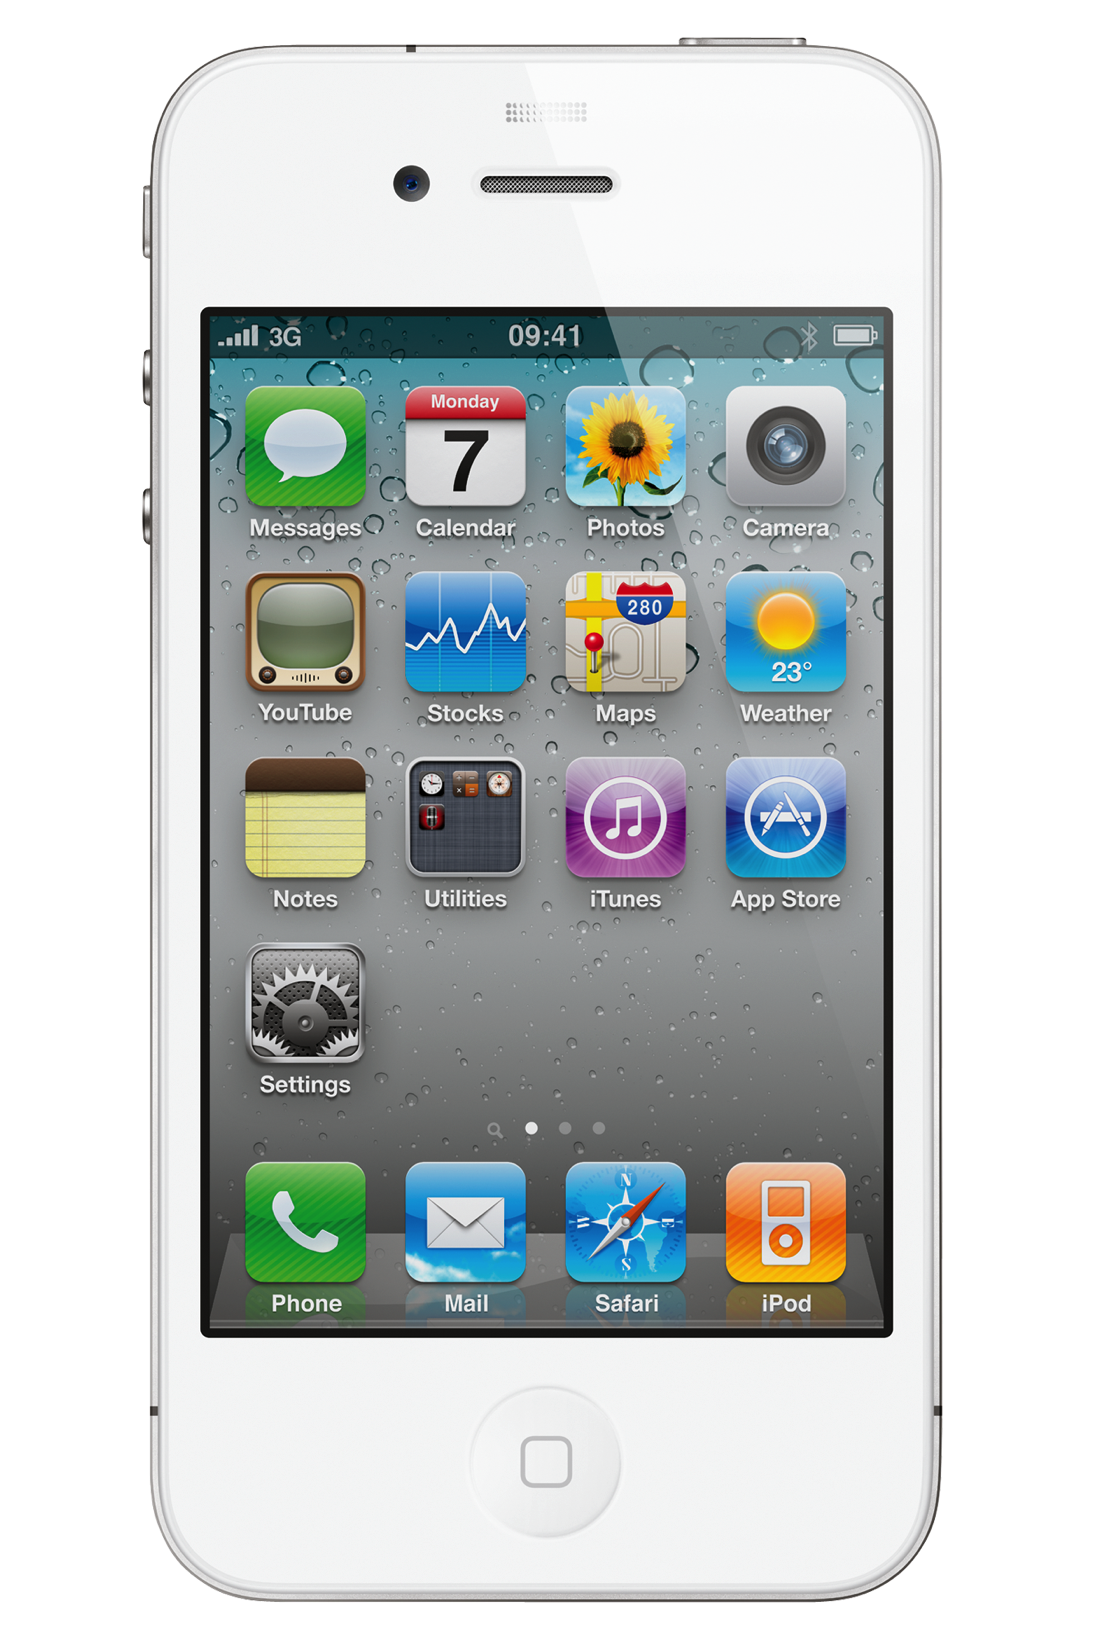 3G 09:41
Monday
7
Messages Calendar Photos Camera
280
23°
YouTube Stocks Maps Weather
Notes Utilities iTunes App Store
Settings
N
W E
S
Phone Mail Safari iPod